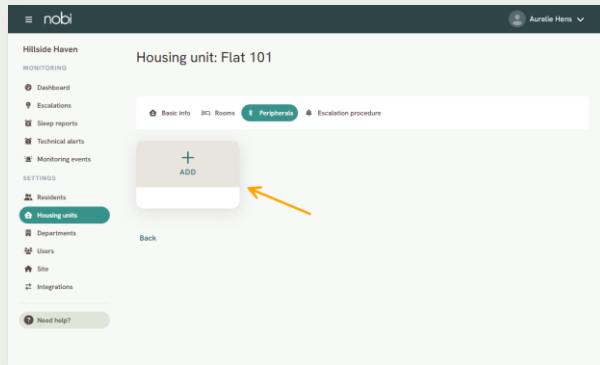 nobi
Aurelie Hens
Hillside Haven
MONITORING
Dashboard
Escalations
Sleep reports
Technical alerts
Monitoring events
SETTINGS
Residents
Housing units
Departments
Users
Site
Integrations
Need help?
Housing unit: Flat 101
Basic info Rooms Peripherals Escalation procedure
ADD
Back